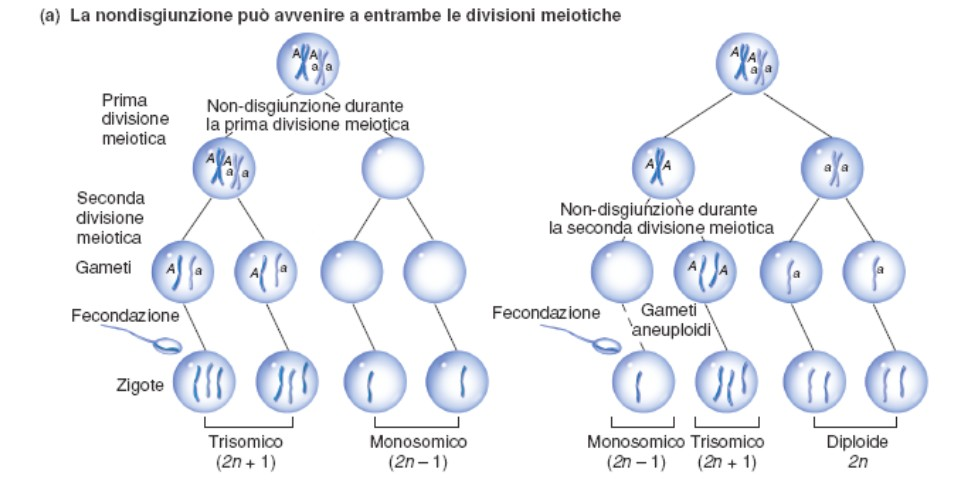 (a) La nondisgiunzione può avvenire a entrambe le divisioni meiotiche
A A
a a
Prima
divisione
meiotica
Non-disgiunzione durante
la prima divisione meiotica
A A
a a
Seconda
divisione
meiotica
Gameti
A a
A a
Fecondazione
Zigote
Trisomico
(2n + 1)
Monosomico
(2n – 1)
A A
a a
A A
a a
Non-disgiunzione durante
la seconda divisione meiotica
A A
a
a
Fecondazione
Gameti
aneuploidi
Monosomico
(2n – 1)
Trisomico
(2n + 1)
Diploide
2n